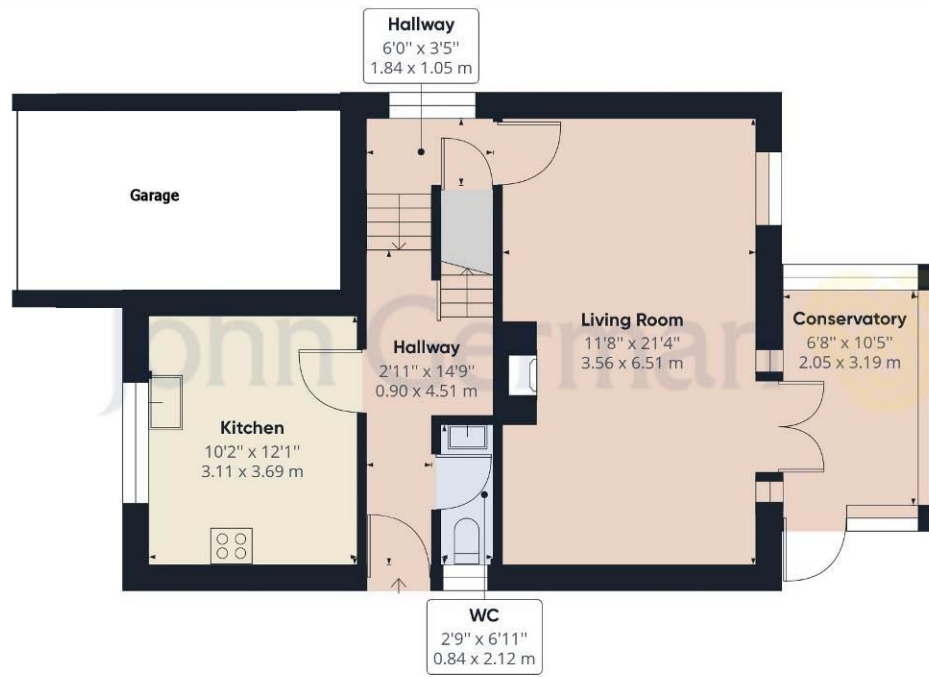 Hallway
6'0" x 3'5"
1.84 x 1.05 m
Garage
Living Room
11'8" x 21'4"
3.56 x 6.51 m
Conservatory
6'8" x 10'5"
2.05 x 3.19 m
Hallway
2'11" x 14'9"
0.90 x 4.51 m
Kitchen
10'2" x 12'1"
3.11 x 3.69 m
WC
2'9" x 6'11"
0.84 x 2.12 m
John German